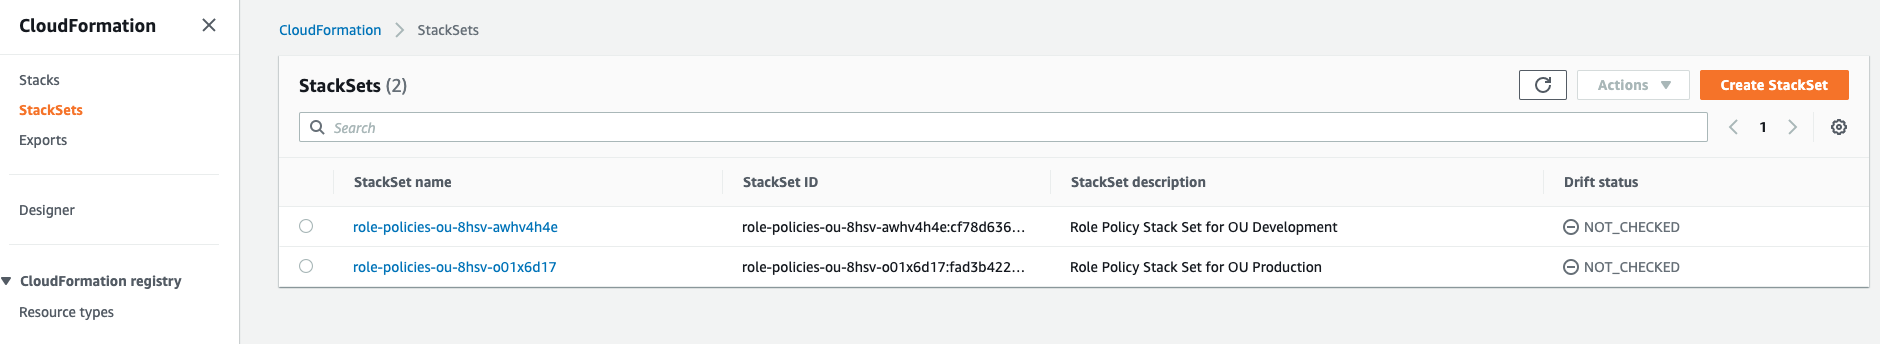 CloudFormation
Stacks
StackSets
Exports
Designer
CloudFormation registry
Resource types
CloudFormation StackSets
StackSets (2)
Actions
Create StackSet
Search
1
StackSet name StackSet ID StackSet description Drift status
role-policies-ou-8hsv-awhv4h4e role-policies-ou-8hsv-awhv4h4e:cf78d636... Role Policy Stack Set for OU Development NOT_CHECKED
role-policies-ou-8hsv-o01x6d17 role-policies-ou-8hsv-o01x6d17:fad3b422... Role Policy Stack Set for OU Production NOT_CHECKED